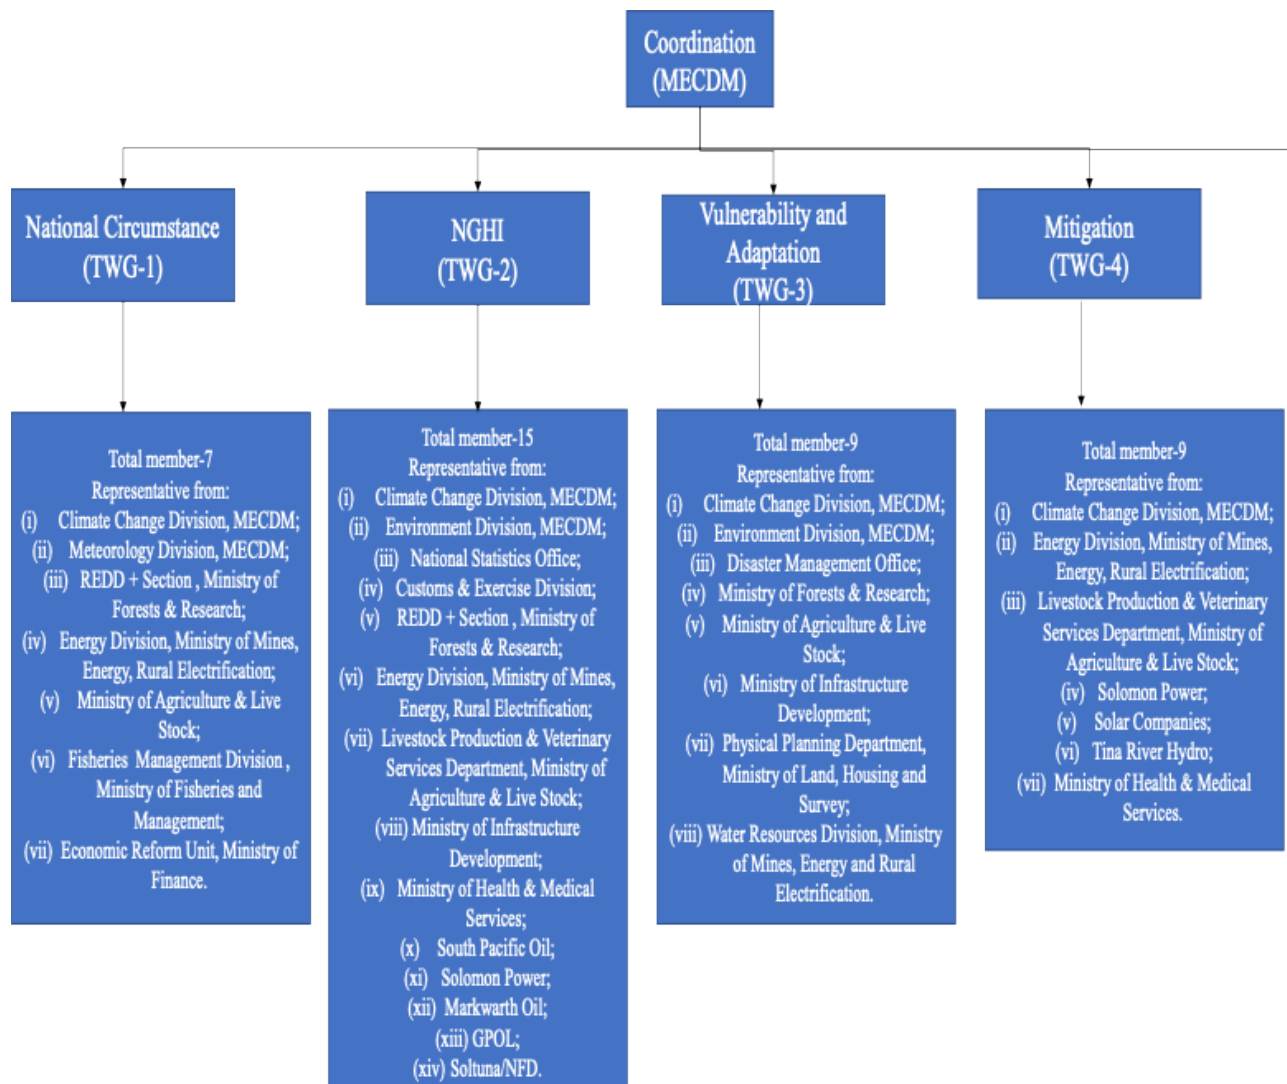 Coordination
(MECDM)
National Circumstance
(TWG-1)
NGHI
(TWG-2)
Vulnerability and
Adaptation
(TWG-3)
Mitigation
(TWG-4)
Total member-7
Representative from:
(i) Climate Change Division, MECDM;
(ii) Meteorology Division, MECDM;
(iii) REDD + Section , Ministry of
Forests & Research;
(iv) Energy Division, Ministry of Mines,
Energy, Rural Electrification;
(v) Ministry of Agriculture & Live
Stock;
(vi) Fisheries Management Division ,
Ministry of Fisheries and
Management;
(vii) Economic Reform Unit, Ministry of
Finance.
Total member-15
Representative from:
(i) Climate Change Division, MECDM;
(ii) Environment Division, MECDM;
(iii) National Statistics Office;
(iv) Customs & Exercise Division;
(v) REDD + Section , Ministry of
Forests & Research;
(vi) Energy Division, Ministry of Mines,
Energy, Rural Electrification;
(vii) Livestock Production & Veterinary
Services Department, Ministry of
Agriculture & Live Stock;
(viii) Ministry of Infrastructure
Development;
(ix) Ministry of Health & Medical
Services;
(x) South Pacific Oil;
(xi) Solomon Power;
(xii) Markwarth Oil;
(xiii) GPOL;
(xiv) Soltuna/NFD.
Total member-9
Representative from:
(i) Climate Change Division, MECDM;
(ii) Environment Division, MECDM;
(iii) Disaster Management Office;
(iv) Ministry of Forests & Research;
(v) Ministry of Agriculture & Live
Stock;
(vi) Ministry of Infrastructure
Development;
(vii) Physical Planning Department,
Ministry of Land, Housing and
Survey;
(viii) Water Resources Division, Ministry
of Mines, Energy and Rural
Electrification.
Total member-9
Representative from:
(i) Climate Change Division, MECDM;
(ii) Energy Division, Ministry of Mines,
Energy, Rural Electrification;
(iii) Livestock Production & Veterinary
Services Department, Ministry of
Agriculture & Live Stock;
(iv) Solomon Power;
(v) Solar Companies;
(vi) Tina River Hydro;
(vii) Ministry of Health & Medical
Services.